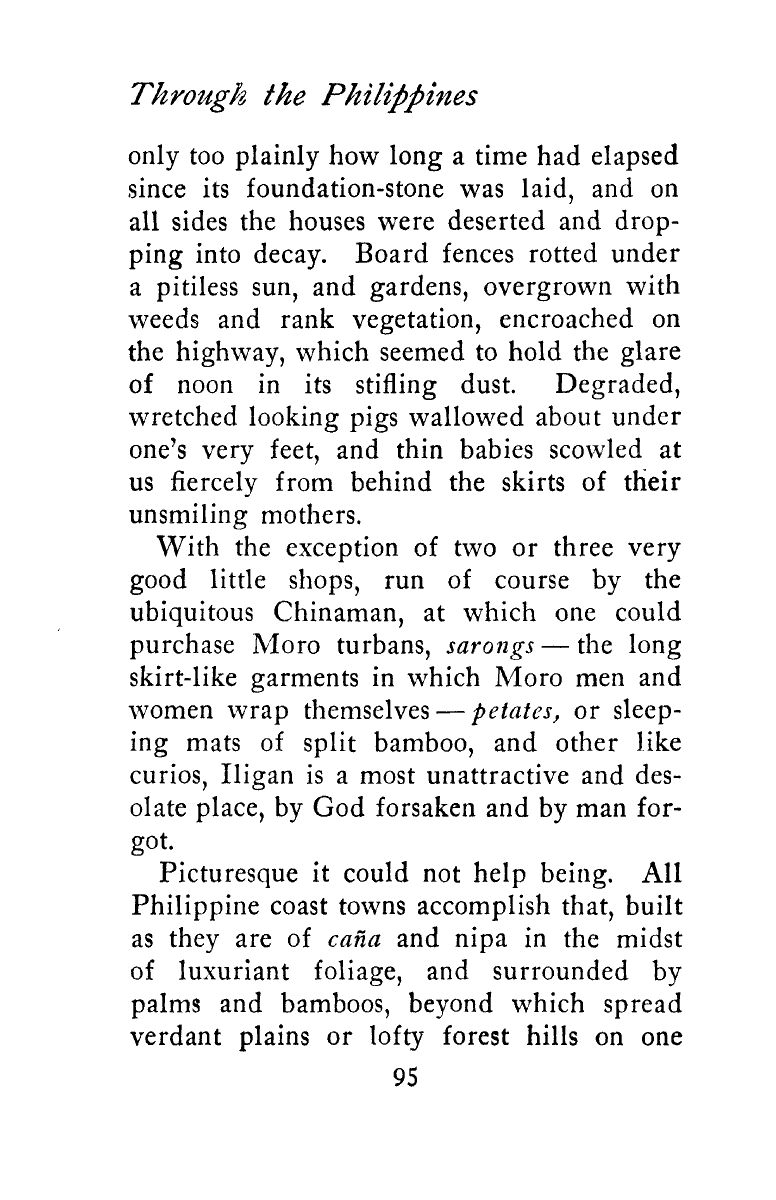 Through the Philippines
only too plainly how long a time had elapsed
since its foundation-stone was laid, and on
all sides the houses were deserted and drop-
ping into decay. Board fences rotted under
a pitiless sun, and gardens, overgrown with
weeds and rank vegetation, encroached on
the highway, which seemed to hold the glare
of noon in its stifling dust. Degraded,
wretched looking pigs wallowed about under
one's very feet, and thin babies scowled at
us fiercely from behind the skirts of their
unsmiling mothers.
With the exception of two or three very
good little shops, run of course by the
ubiquitous Chinaman, at which one could
purchase Moro turbans, sarongs — the long
skirt-like garments in which Moro men and
women wrap themselves — petates, or sleep-
ing mats of split bamboo, and other like
curios, Iligan is a most unattractive and des-
olate place, by God forsaken and by man for-
got.
Picturesque it could not help being. All
Philippine coast towns accomplish that, built
as they are of caña and nipa in the midst
of luxuriant foliage, and surrounded by
palms and bamboos, beyond which spread
verdant plains or lofty forest hills on one
95